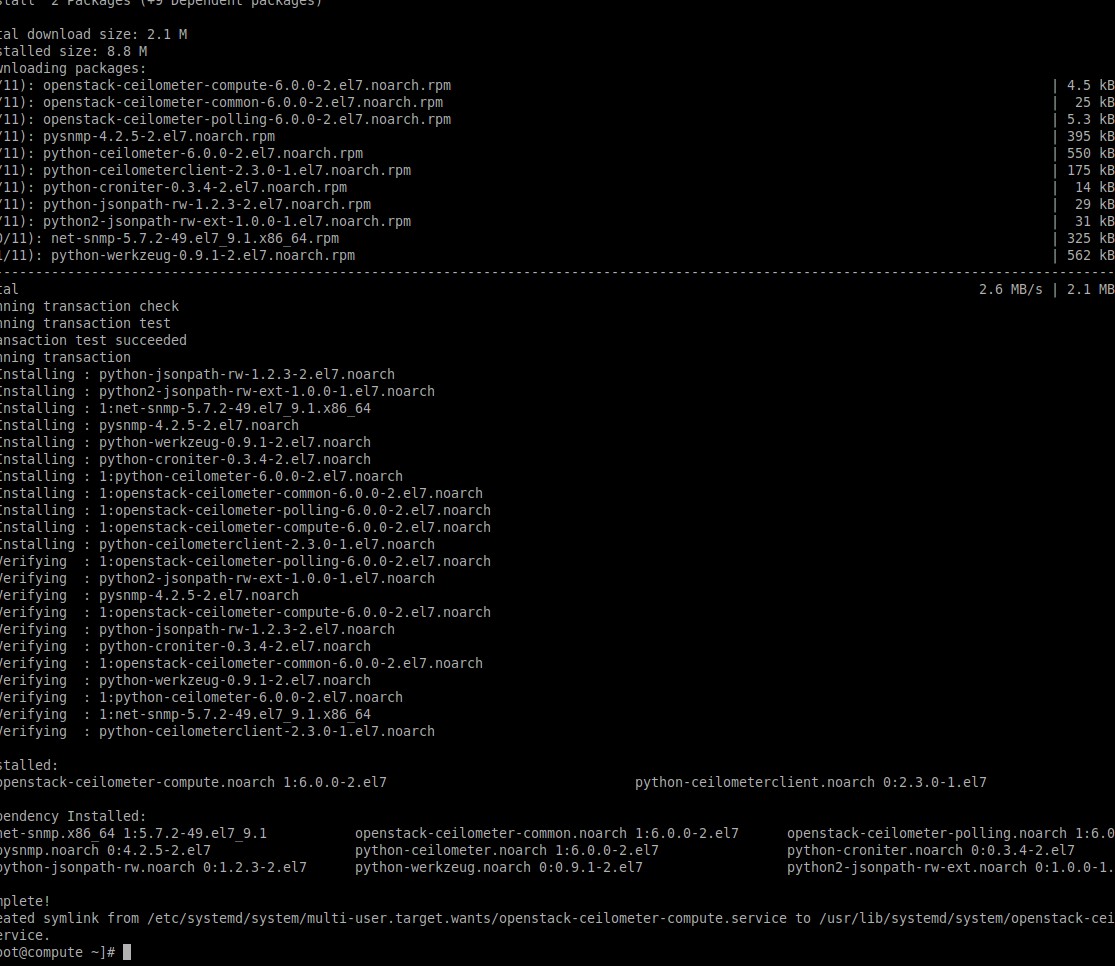 stall  2 Packages (+9 Dependent packages)
tal download size: 2.1 M
stalled size: 8.8 M
wnloading packages:
/11): openstack-ceilometer-compute-6.0.0-2.el7.noarch.rpm | 4.5 kB
/11): openstack-ceilometer-common-6.0.0-2.el7.noarch.rpm | 25 kB
/11): openstack-ceilometer-polling-6.0.0-2.el7.noarch.rpm | 5.3 kB
/11): pysnmp-4.2.5-2.el7.noarch.rpm | 395 kB
/11): python-ceilometer-6.0.0-2.el7.noarch.rpm | 550 kB
/11): python-ceilometerclient-2.3.0-1.el7.noarch.rpm | 175 kB
/11): python-croniter-0.3.4-2.el7.noarch.rpm | 14 kB
/11): python-jsonpath-rw-1.2.3-2.el7.noarch.rpm | 29 kB
/11): python2-jsonpath-rw-ext-1.0.0-1.el7.noarch.rpm | 31 kB
0/11): net-snmp-5.7.2-49.el7_9.1.x86_64.rpm | 325 kB
1/11): python-werkzeug-0.9.1-2.el7.noarch.rpm | 562 kB
--------------------------------------------------------------------------------------------------------------------------------------------
tal 2.6 MB/s | 2.1 MB
nning transaction check
nning transaction test
ansaction test succeeded
nning transaction
Installing : python-jsonpath-rw-1.2.3-2.el7.noarch
Installing : python2-jsonpath-rw-ext-1.0.0-1.el7.noarch
Installing : 1:net-snmp-5.7.2-49.el7_9.1.x86_64
Installing : pysnmp-4.2.5-2.el7.noarch
Installing : python-werkzeug-0.9.1-2.el7.noarch
Installing : python-croniter-0.3.4-2.el7.noarch
Installing : 1:python-ceilometer-6.0.0-2.el7.noarch
Installing : 1:openstack-ceilometer-common-6.0.0-2.el7.noarch
Installing : 1:openstack-ceilometer-polling-6.0.0-2.el7.noarch
Installing : 1:openstack-ceilometer-compute-6.0.0-2.el7.noarch
Installing : python-ceilometerclient-2.3.0-1.el7.noarch
Verifying  : 1:openstack-ceilometer-polling-6.0.0-2.el7.noarch
Verifying  : python2-jsonpath-rw-ext-1.0.0-1.el7.noarch
Verifying  : pysnmp-4.2.5-2.el7.noarch
Verifying  : 1:openstack-ceilometer-compute-6.0.0-2.el7.noarch
Verifying  : python-jsonpath-rw-1.2.3-2.el7.noarch
Verifying  : python-croniter-0.3.4-2.el7.noarch
Verifying  : 1:openstack-ceilometer-common-6.0.0-2.el7.noarch
Verifying  : python-werkzeug-0.9.1-2.el7.noarch
Verifying  : 1:python-ceilometer-6.0.0-2.el7.noarch
Verifying  : 1:net-snmp-5.7.2-49.el7_9.1.x86_64
Verifying  : python-ceilometerclient-2.3.0-1.el7.noarch
stalled:
openstack-ceilometer-compute.noarch 1:6.0.0-2.el7 python-ceilometerclient.noarch 0:2.3.0-1.el7
pendency Installed:
net-snmp.x86_64 1:5.7.2-49.el7_9.1 openstack-ceilometer-common.noarch 1:6.0.0-2.el7 openstack-ceilometer-polling.noarch 1:6.0
pysnmp.noarch 0:4.2.5-2.el7 python-ceilometer.noarch 1:6.0.0-2.el7 python-croniter.noarch 0:0.3.4-2.el7
python-jsonpath-rw.noarch 0:1.2.3-2.el7 python-werkzeug.noarch 0:0.9.1-2.el7 python2-jsonpath-rw-ext.noarch 0:1.0.0-1.
mplete!
eated symlink from /etc/systemd/system/multi-user.target.wants/openstack-ceilometer-compute.service to /usr/lib/systemd/system/openstack-cei
ervice.
oot@compute ~]#